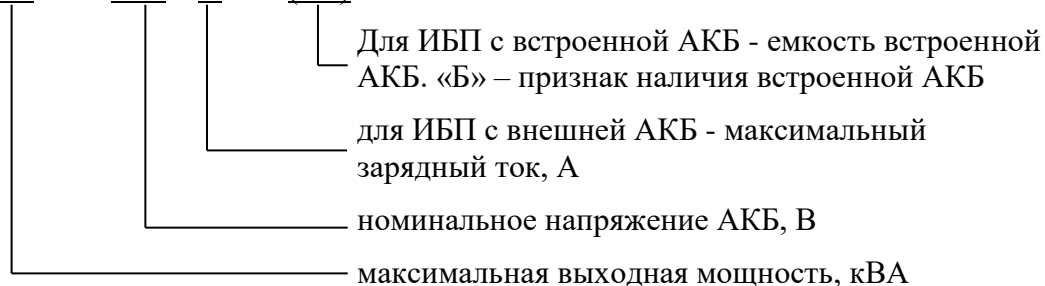 Для ИБП с встроенной АКБ - емкость встроенной
АКБ. «Б» – признак наличия встроенной АКБ
для ИБП с внешней АКБ - максимальный
зарядный ток, А
номинальное напряжение АКБ, В
максимальная выходная мощность, кВА